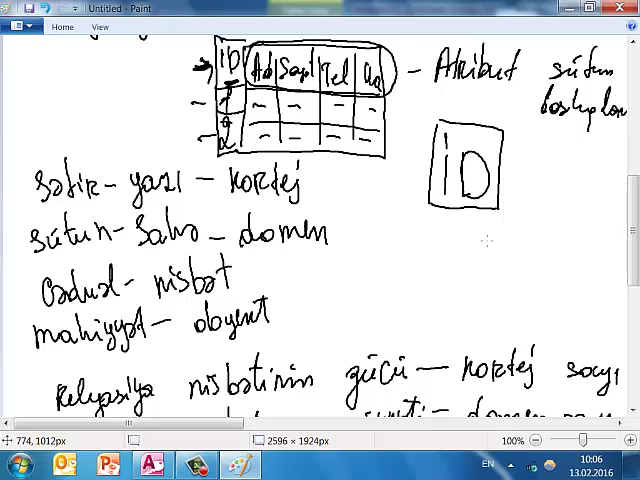 Untitled - Paint
Home View
ID Ad Soyad Tel
1 - - - -
2 - - - -
- Atribut sütun
başlıqları
ID
sətir - yazı - kortej
sütun - sahə - domen
cədvəl - nisbət
mahiyyət - obyekt
Relyasiya nisbətinin gücü - kortej sayı
774, 1012px 2596 × 1924px 100%
EN 10:06
13.02.2016